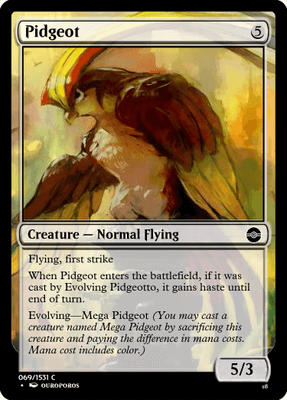 Pidgeot 5
Creature — Normal Flying
Flying, first strike
When Pidgeot enters the battlefield, if it was
cast by Evolving Pidgeotto, it gains haste until
end of turn.
Evolving—Mega Pidgeot (You may cast a
creature named Mega Pidgeot by sacrificing this
creature and paying the difference in mana costs.
Mana cost includes color.)
5/3
069/1531 C
• OUROPOROS